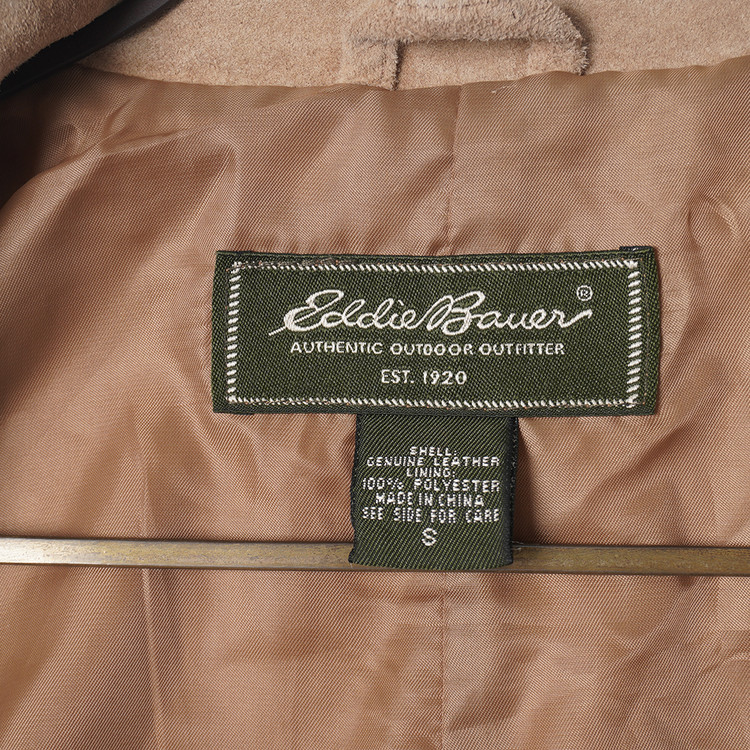 Eddie Bauer®
AUTHENTIC OUTDOOR OUTFITTER
EST. 1920
SHELL:
GENUINE LEATHER
LINING:
100% POLYESTER
MADE IN CHINA
SEE SIDE FOR CARE
S